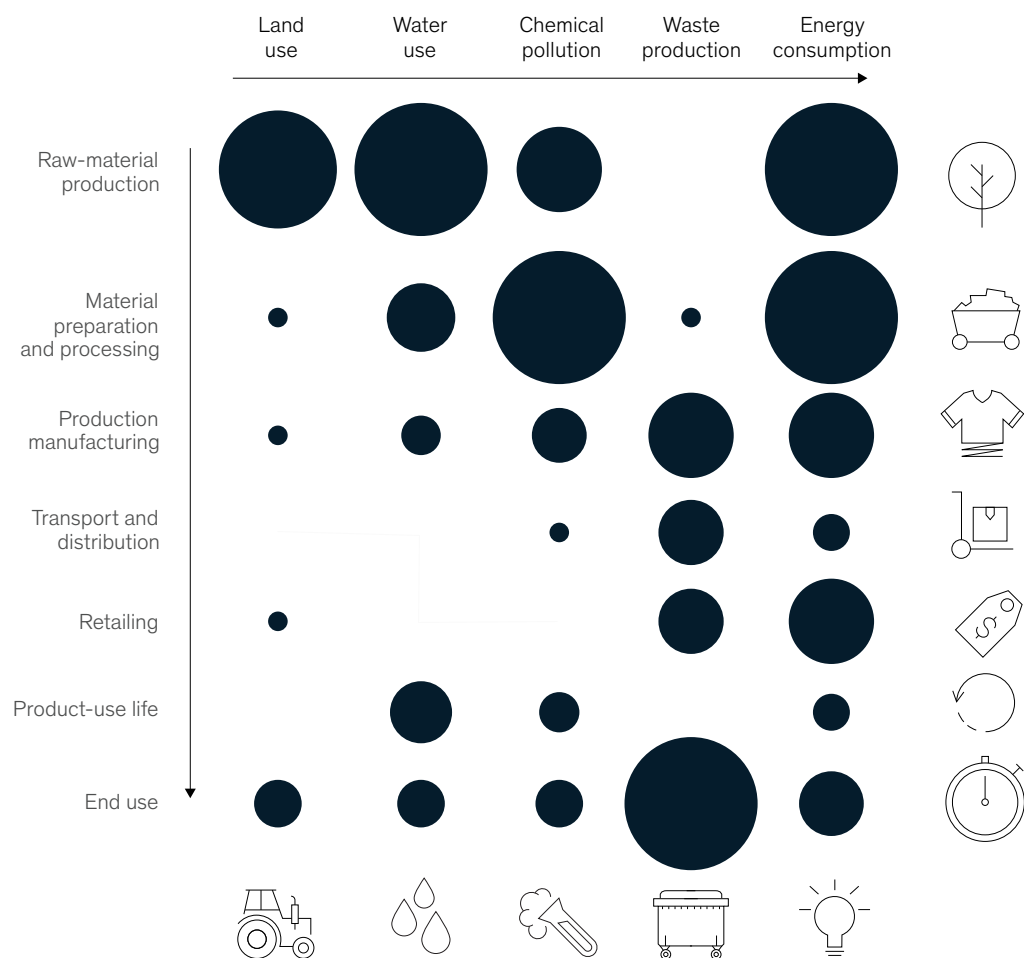 Land
use
Water
use
Chemical
pollution
Waste
production
Energy
consumption
Raw-material
production
Material
preparation
and processing
Production
manufacturing
Transport and
distribution
Retailing
$
Product-use life
End use